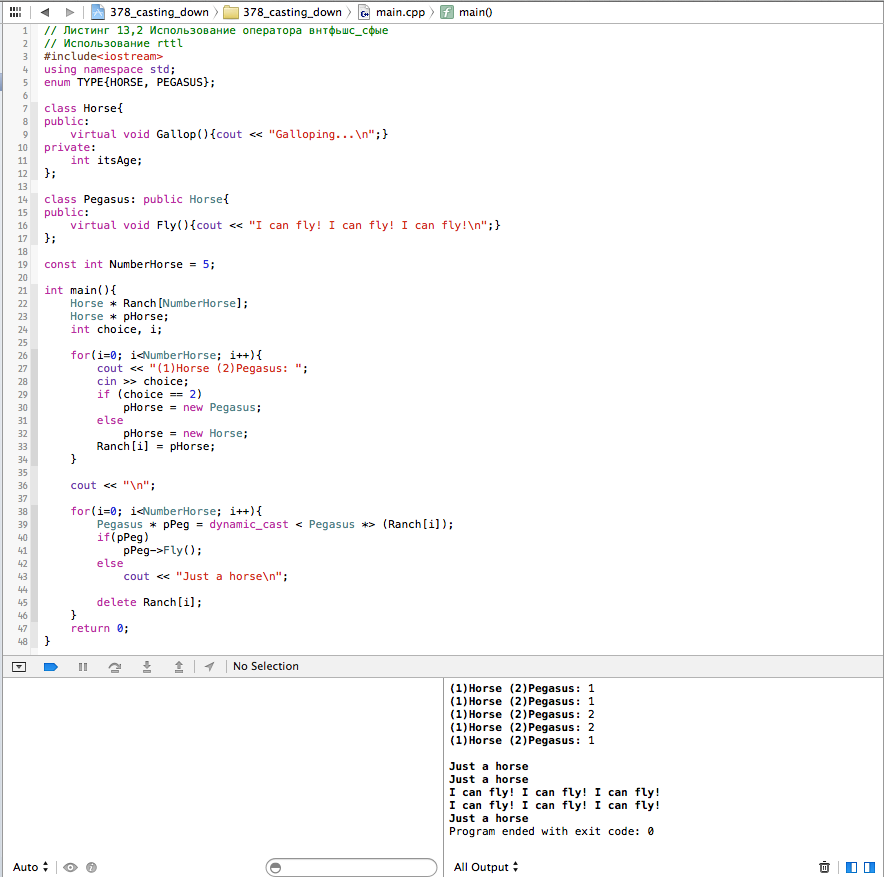 378_casting_down 378_casting_down main.cpp main()
1 // Листинг 13,2 Использование оператора внтфьшс_сфые
2 // Использование rttl
3 #include<iostream>
4 using namespace std;
5 enum TYPE{HORSE, PEGASUS};
6
7 class Horse{
8 public:
9 virtual void Gallop(){cout << "Galloping...\n";}
10 private:
11 int itsAge;
12 };
13
14 class Pegasus: public Horse{
15 public:
16 virtual void Fly(){cout << "I can fly! I can fly! I can fly!\n";}
17 };
18
19 const int NumberHorse = 5;
20
21 int main(){
22 Horse * Ranch[NumberHorse];
23 Horse * pHorse;
24 int choice, i;
25
26 for(i=0; i<NumberHorse; i++){
27 cout << "(1)Horse (2)Pegasus: ";
28 cin >> choice;
29 if (choice == 2)
30 pHorse = new Pegasus;
31 else
32 pHorse = new Horse;
33 Ranch[i] = pHorse;
34 }
35
36 cout << "\n";
37
38 for(i=0; i<NumberHorse; i++){
39 Pegasus * pPeg = dynamic_cast < Pegasus *> (Ranch[i]);
40 if(pPeg)
41 pPeg->Fly();
42 else
43 cout << "Just a horse\n";
44
45 delete Ranch[i];
46 }
47 return 0;
48 }
No Selection
(1)Horse (2)Pegasus: 1
(1)Horse (2)Pegasus: 1
(1)Horse (2)Pegasus: 2
(1)Horse (2)Pegasus: 2
(1)Horse (2)Pegasus: 1

Just a horse
Just a horse
I can fly! I can fly! I can fly!
I can fly! I can fly! I can fly!
Just a horse
Program ended with exit code: 0
Auto All Output